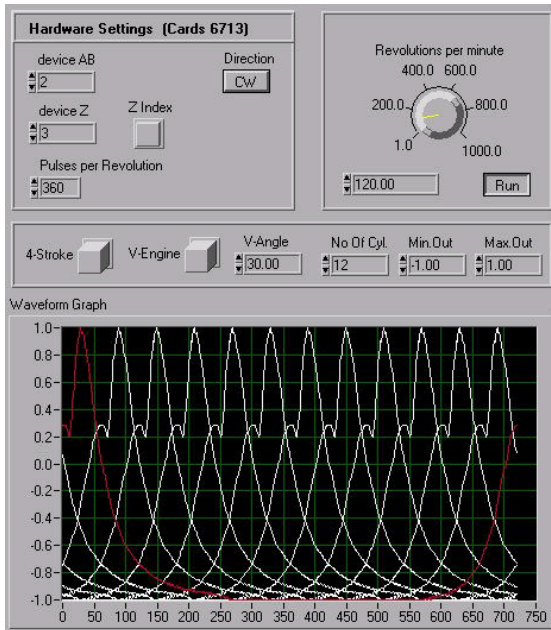 Hardware Settings (Cards 6713)
device AB
2
Direction
CW
device Z
3
Z Index
Pulses per Revolution
360
Revolutions per minute
400.0 600.0
200.0 800.0
1.0 1000.0
120.00
Run
4-Stroke
V-Engine
V-Angle
30.00
No Of Cyl.
12
Min.Out
-1.00
Max.Out
1.00
Waveform Graph
1.0
0.8
0.6
0.4
0.2
0.0
-0.2
-0.4
-0.6
-0.8
-1.0
0 50 100 150 200 250 300 350 400 450 500 550 600 650 700 750